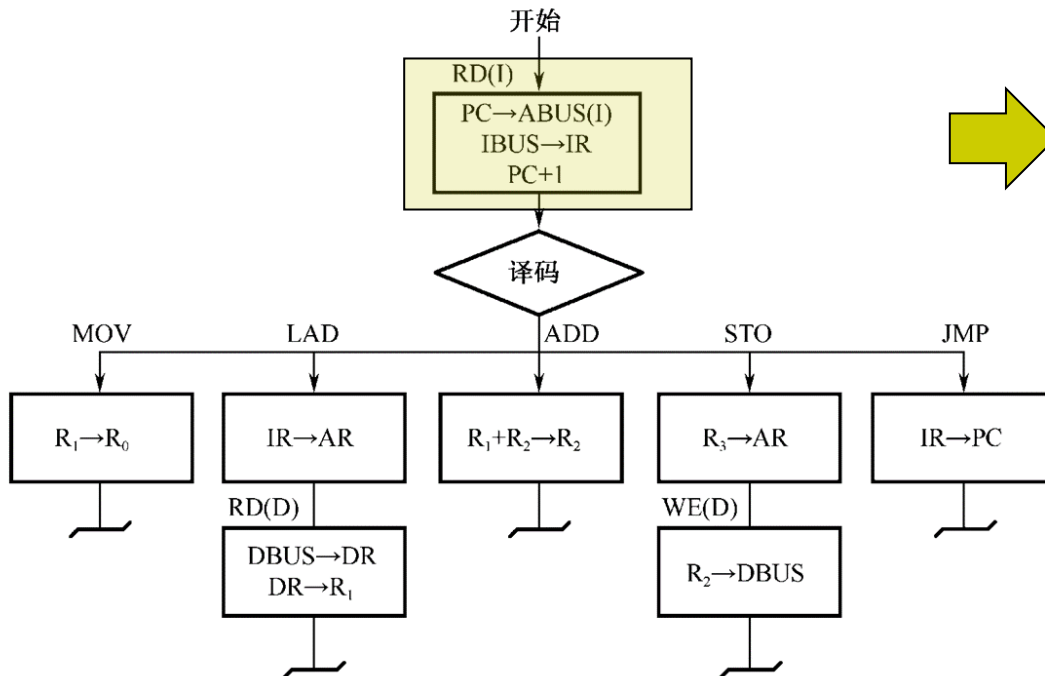 开始
RD(I)
PC→ABUS(I)
IBUS→IR
PC+1
译码
MOV
LAD
ADD
STO
JMP
R₁→R₀
IR→AR
R₁+R₂→R₂
R₃→AR
IR→PC
RD(D)
WE(D)
DBUS→DR
DR→R₁
R₂→DBUS